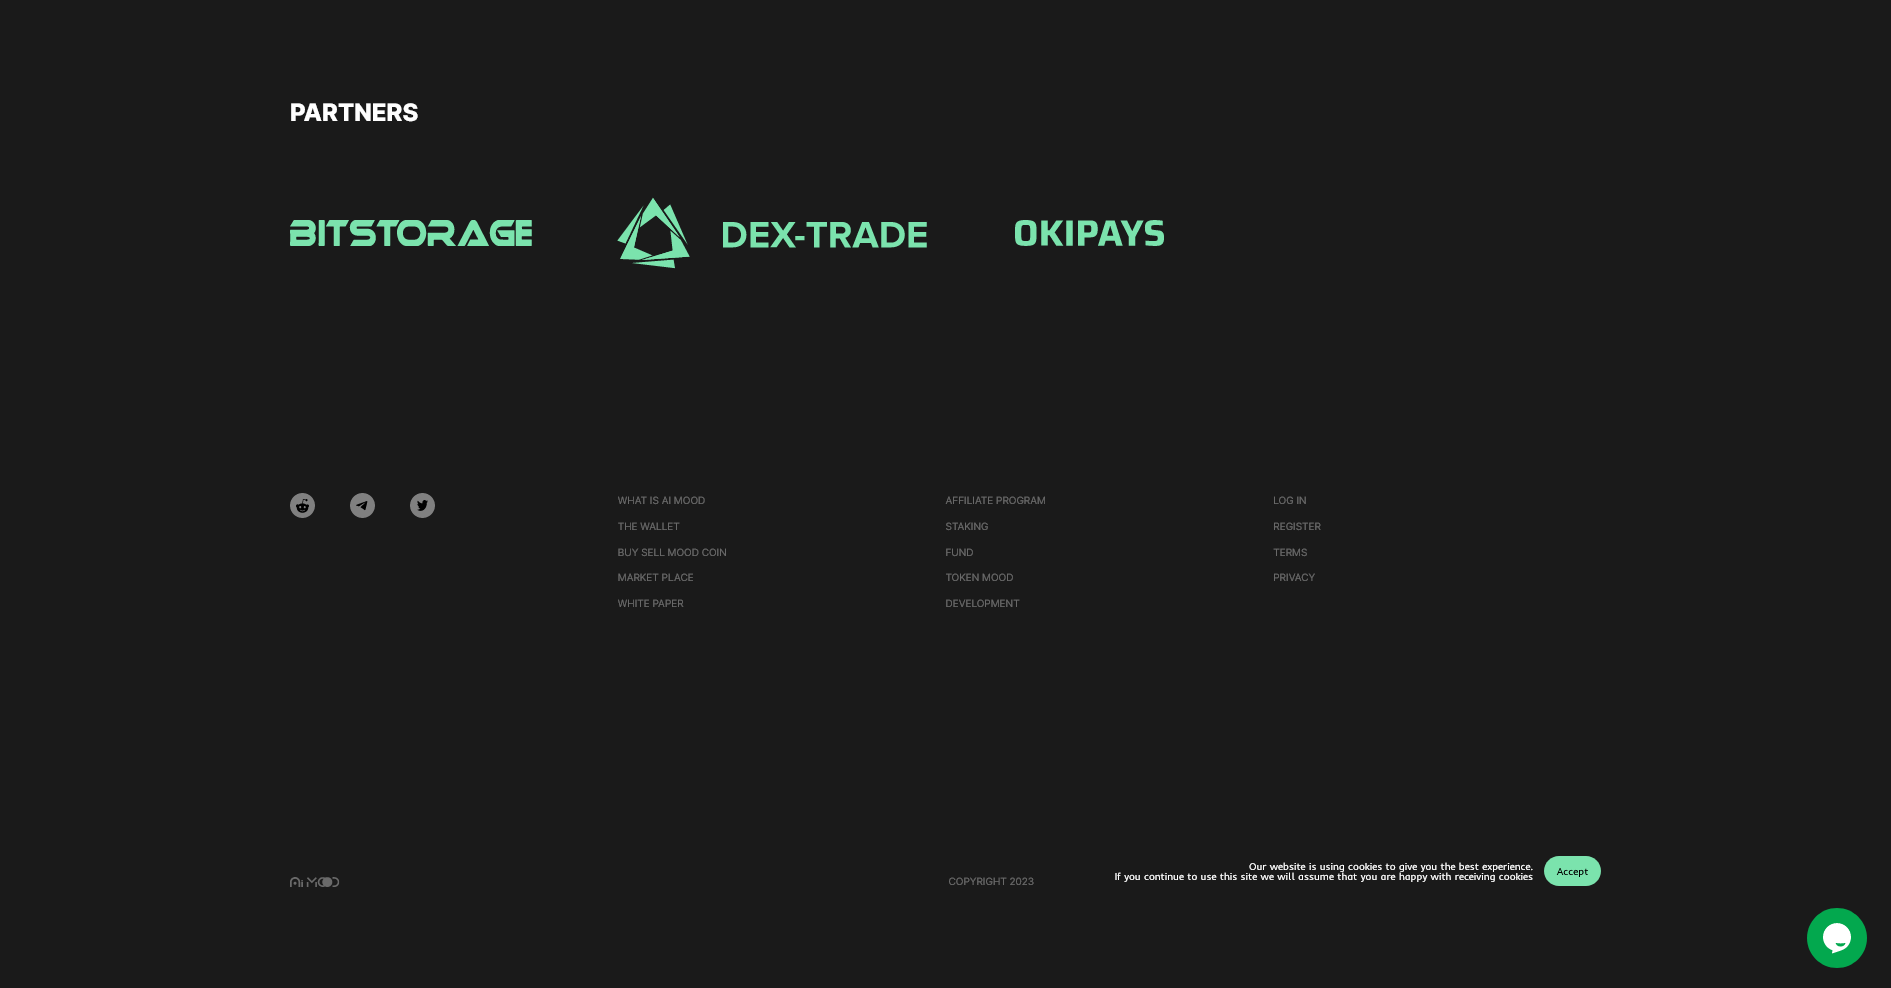 PARTNERS
BITSTORAGE
DEX-TRADE
OKIPAYS
WHAT IS AI MOOD
THE WALLET
BUY SELL MOOD COIN
MARKET PLACE
WHITE PAPER
AFFILIATE PROGRAM
STAKING
FUND
TOKEN MOOD
DEVELOPMENT
LOG IN
REGISTER
TERMS
PRIVACY
Ai MOOD
COPYRIGHT 2023
Our website is using cookies to give you the best experience.
If you continue to use this site we will assume that you are happy with receiving cookies
Accept